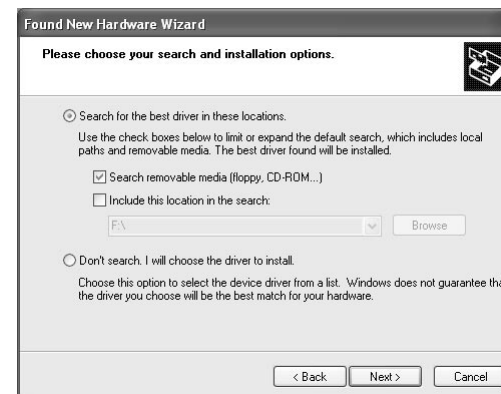 Found New Hardware Wizard
Please choose your search and installation options.
Search for the best driver in these locations.
Use the check boxes below to limit or expand the default search, which includes local
paths and removable media. The best driver found will be installed.
Search removable media (floppy, CD-ROM...)
Include this location in the search:
F:\
Browse
Don't search. I will choose the driver to install.
Choose this option to select the device driver from a list. Windows does not guarantee tha
the driver you choose will be the best match for your hardware.
< Back
Next >
Cancel